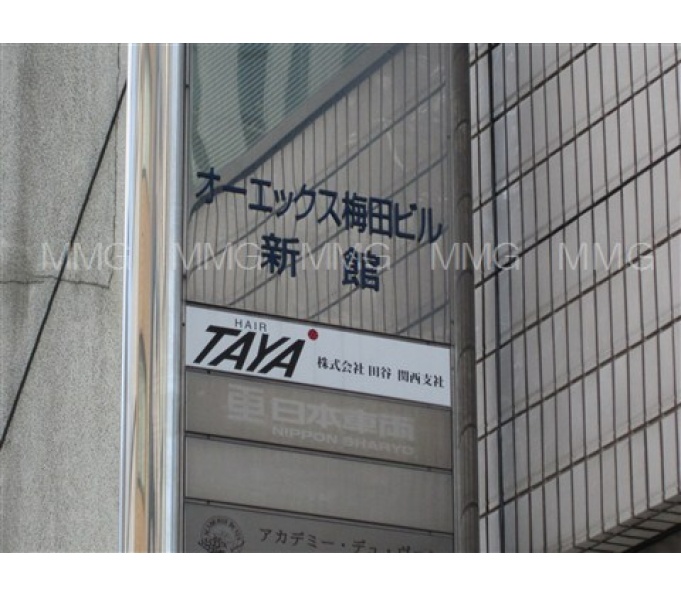 オーエックス梅田ビル
新館
MMG MMG MMG MMG MMG
HAIR
TAYA
株式会社 田谷 関西支社
日本車両
NIPPON SHARYO
アカデミー・デュ・ヴァン